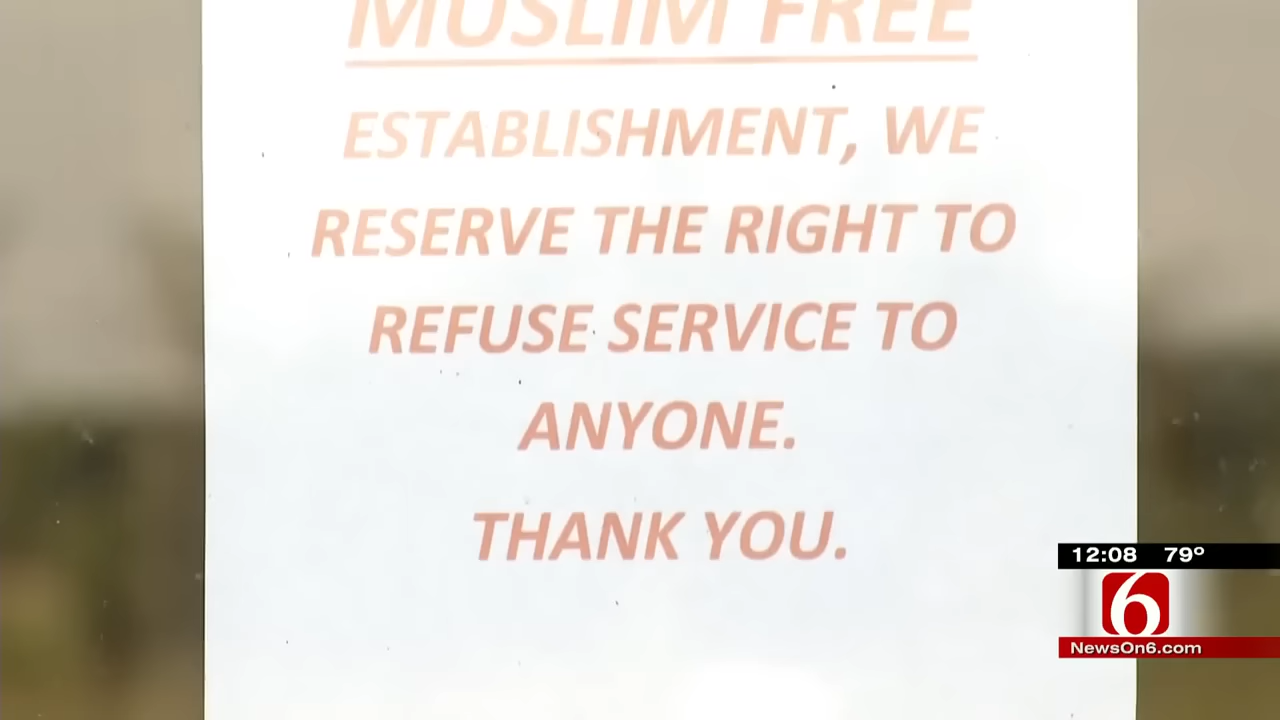 MUSLIM FREE
ESTABLISHMENT, WE
RESERVE THE RIGHT TO
REFUSE SERVICE TO
ANYONE.
THANK YOU.
12:08 79°
6
NewsOn6.com